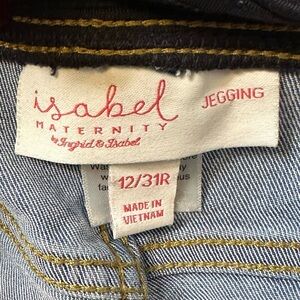 isabel
MATERNITY
by Ingrid & Isabel
JEGGING
12/31R
MADE IN
VIETNAM